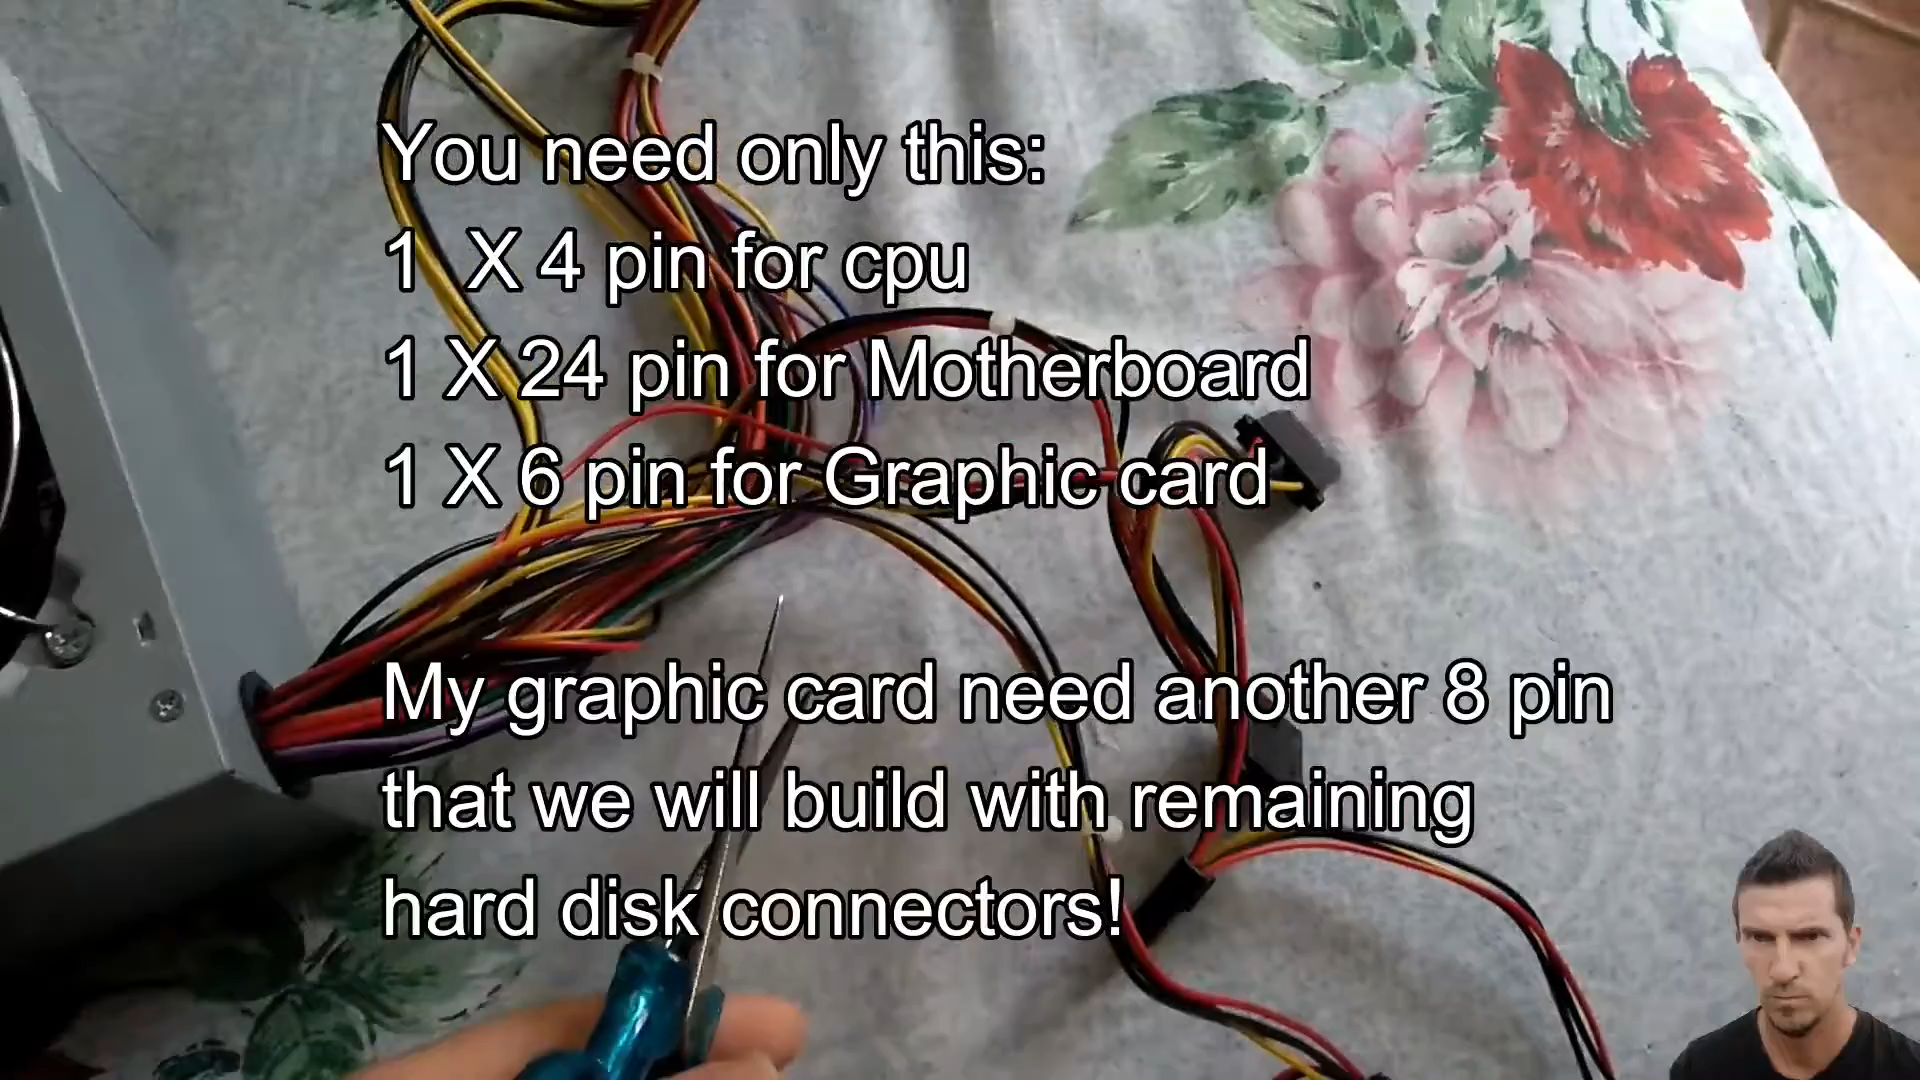 You need only this:
1 X 4 pin for cpu
1 X 24 pin for Motherboard
1 X 6 pin for Graphic card
My graphic card need another 8 pin
that we will build with remaining
hard disk connectors!